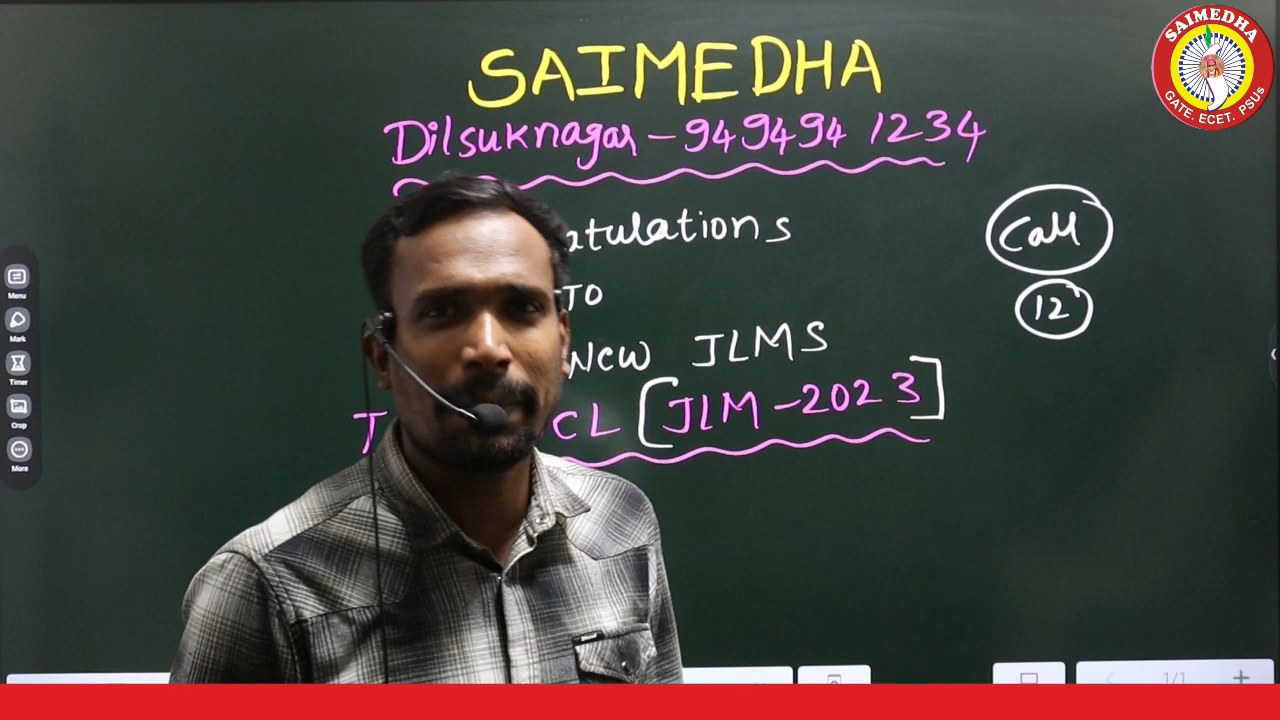 SAIMEDHA
Dilsuknagar - 949494 1234
atulations
TO
New JLMS
T CL [JLM-2023]
Call
12
SAIMEDHA
GATE. ECET. PSUs
Menu
Mark
Timer
Crop
More
1/1